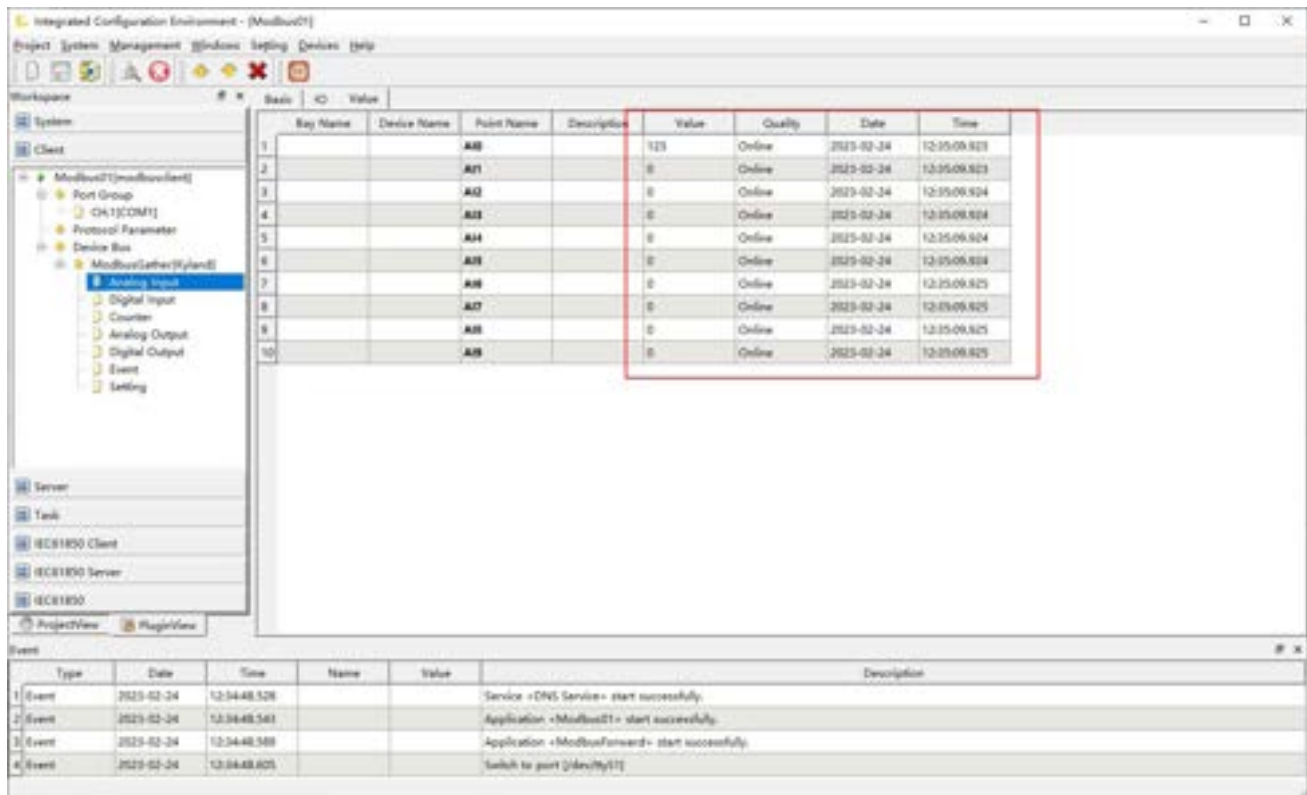 Integrated Configuration Environment - [Modbus01]
Project System Management Windows Setting Devices Help
Workspace
Basic IO Value
System
Client
Modbus01[modbusclient]
Port Group
CH.1[COM1]
Protocol Parameter
Device Bus
ModbusGather[Kyland]
Analog Input
Digital Input
Counter
Analog Output
Digital Output
Event
Setting
Server
Task
IEC61850 Client
IEC61850 Server
IEC61850
ProjectView PluginView
Bay Name Device Name Point Name Description Value Quality Date Time
1 AI0 123 Online 2023-02-24 12:35:09.923
2 AI1 0 Online 2023-02-24 12:35:09.923
3 AI2 0 Online 2023-02-24 12:35:09.924
4 AI3 0 Online 2023-02-24 12:35:09.924
5 AI4 0 Online 2023-02-24 12:35:09.924
6 AI5 0 Online 2023-02-24 12:35:09.924
7 AI6 0 Online 2023-02-24 12:35:09.925
8 AI7 0 Online 2023-02-24 12:35:09.925
9 AI8 0 Online 2023-02-24 12:35:09.925
10 AI9 0 Online 2023-02-24 12:35:09.925
Event
Type Date Time Name Value Description
1 Event 2023-02-24 12:34:48.526 Service <DNS Service> start successfully.
2 Event 2023-02-24 12:34:48.543 Application <Modbus01> start successfully.
3 Event 2023-02-24 12:34:48.569 Application <ModbusForward> start successfully.
4 Event 2023-02-24 12:34:48.605 Switch to port [/dev/ttyS1]